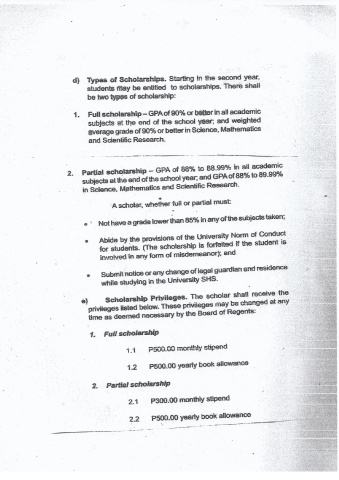 d) Types of Scholarships. Starting in the second year,
students may be entitled to scholarships. There shall
be two types of scholarship:
1. Full scholarship – GPA of 90% or better in all academic
subjects at the end of the school year; and weighted
average grade of 90% or better in Science, Mathematics
and Scientific Research.
2. Partial scholarship – GPA of 88% to 88.99% in all academic
subjects at the end of the school year; and GPA of 88% to 89.99%
in Science, Mathematics and Scientific Research.
A scholar, whether full or partial must:
Not have a grade lower than 85% in any of the subjects taken;
Abide by the provisions of the University Norm of Conduct
for students. (The scholarship is forfeited if the student is
involved in any form of misdemeanor); and
Submit notice or any change of legal guardian and residence
while studying in the University SHS.
e) Scholarship Privileges. The scholar shall receive the
privileges listed below. These privileges may be changed at any
time as deemed necessary by the Board of Regents:
1. Full scholarship
1.1 P500.00 monthly stipend
1.2 P500.00 yearly book allowance
2. Partial scholarship
2.1 P300.00 monthly stipend
2.2 P500.00 yearly book allowance